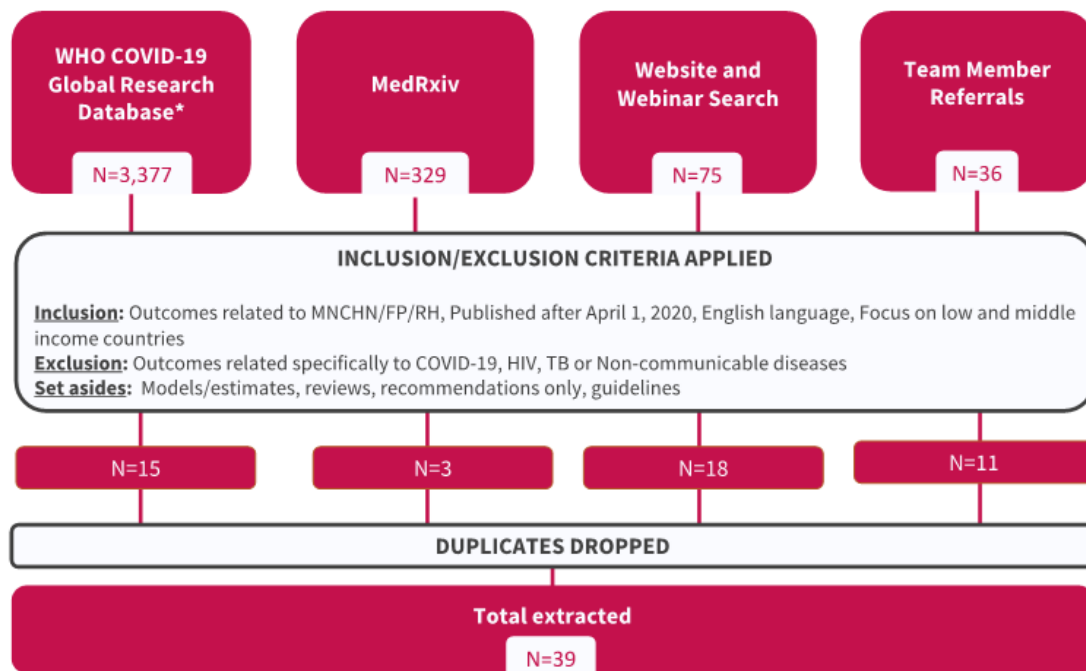 WHO COVID-19
Global Research
Database*
N=3,377
MedRxiv
N=329
Website and
Webinar Search
N=75
Team Member
Referrals
N=36
INCLUSION/EXCLUSION CRITERIA APPLIED
Inclusion: Outcomes related to MNCHN/FP/RH, Published after April 1, 2020, English language, Focus on low and middle
income countries
Exclusion: Outcomes related specifically to COVID-19, HIV, TB or Non-communicable diseases
Set asides: Models/estimates, reviews, recommendations only, guidelines
N=15
N=3
N=18
N=11
DUPLICATES DROPPED
Total extracted
N=39